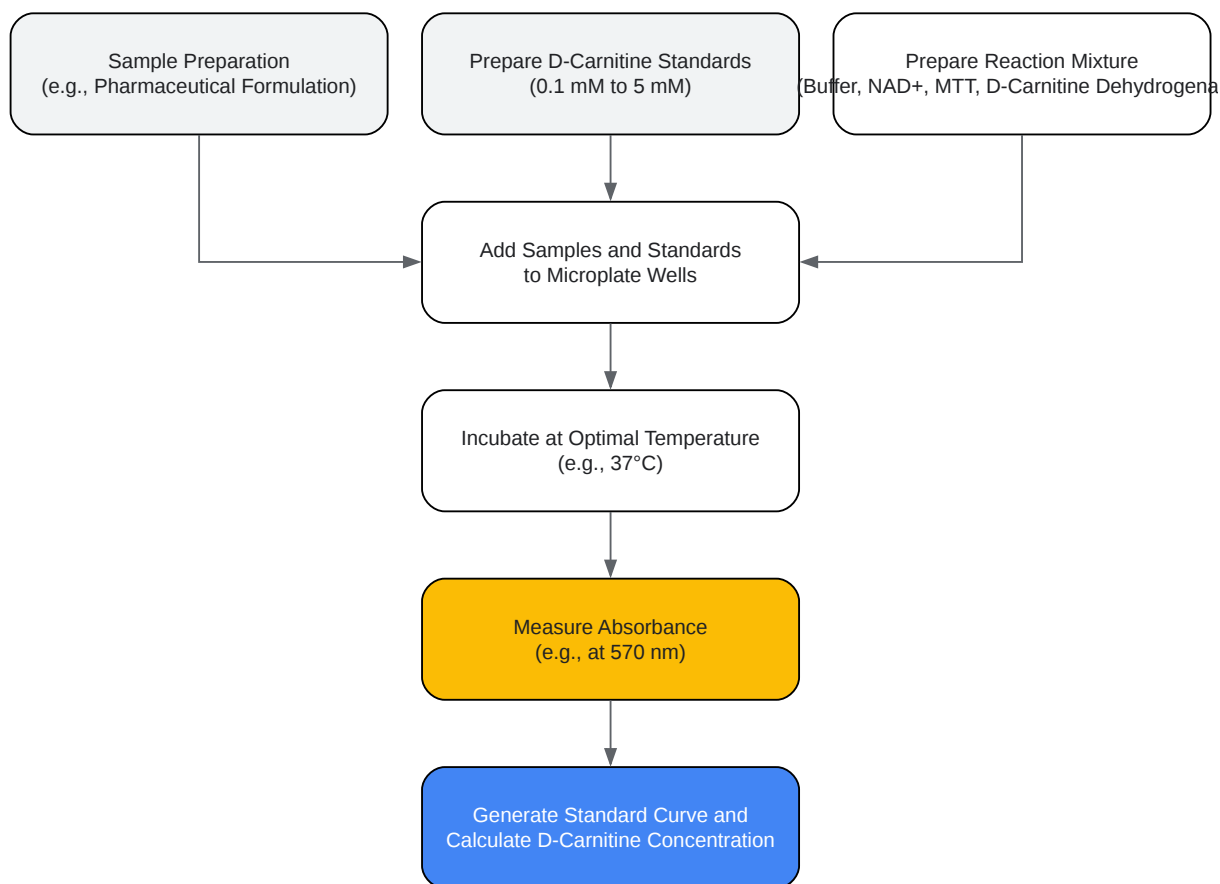 Sample Preparation
(e.g., Pharmaceutical Formulation)
Prepare D-Carnitine Standards
(0.1 mM to 5 mM)
Prepare Reaction Mixture
(Buffer, NAD+, MTT, D-Carnitine Dehydrogena
Add Samples and Standards
to Microplate Wells
Incubate at Optimal Temperature
(e.g., 37°C)
Measure Absorbance
(e.g., at 570 nm)
Generate Standard Curve and
Calculate D-Carnitine Concentration